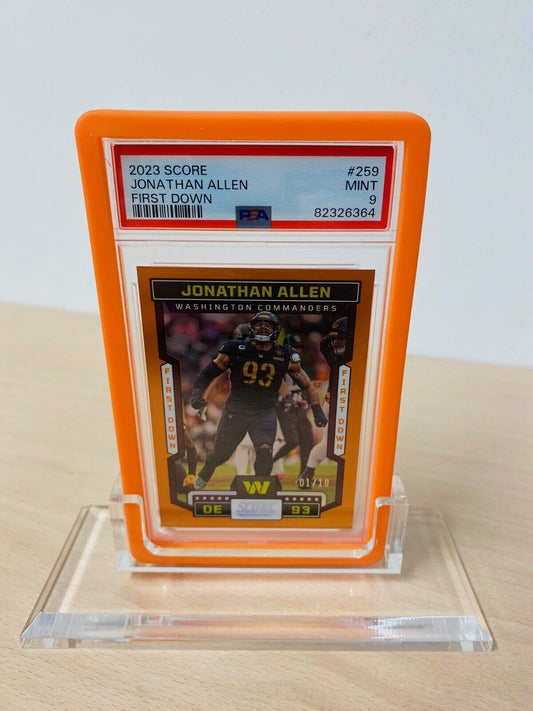 2023 SCORE #259
JONATHAN ALLEN MINT
FIRST DOWN 9
PSA 82326364
JONATHAN ALLEN
WASHINGTON COMMANDERS
93
FIRST DOWN
FIRST DOWN
W
01/10
DE SCORE 93